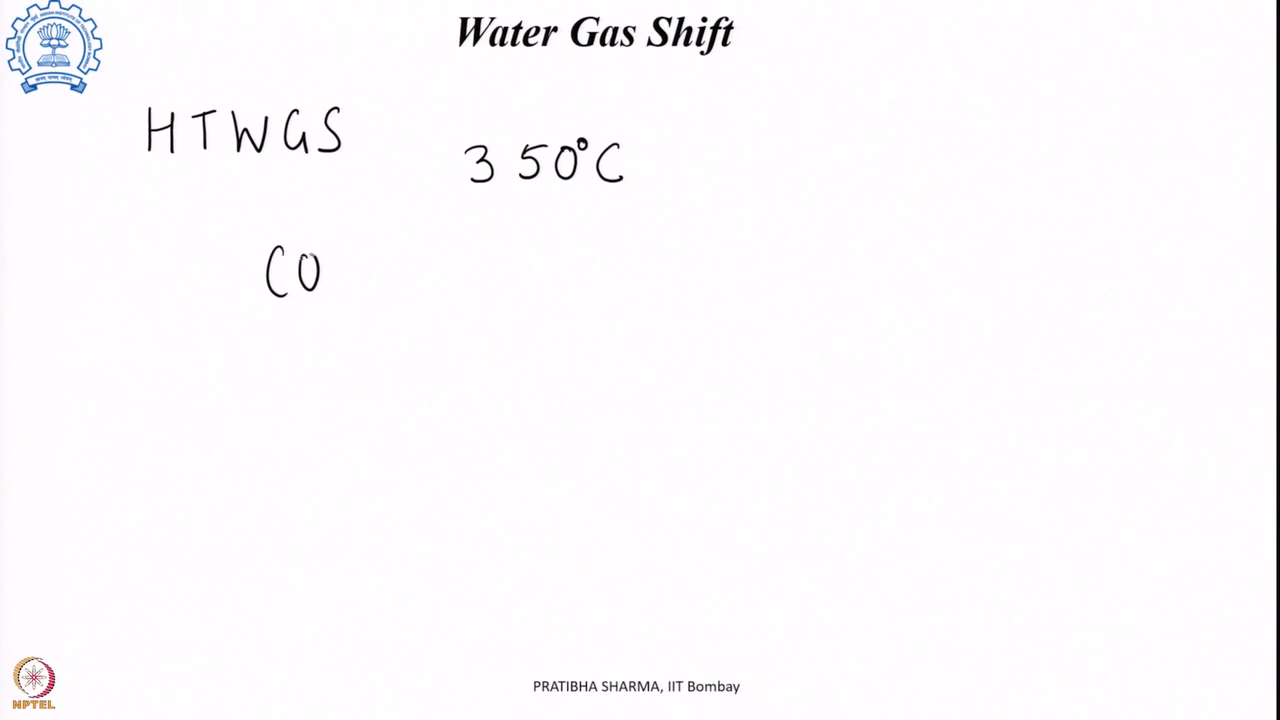 Water Gas Shift
HTWGS
350°C
CO
PRATIBHA SHARMA, IIT Bombay
NPTEL